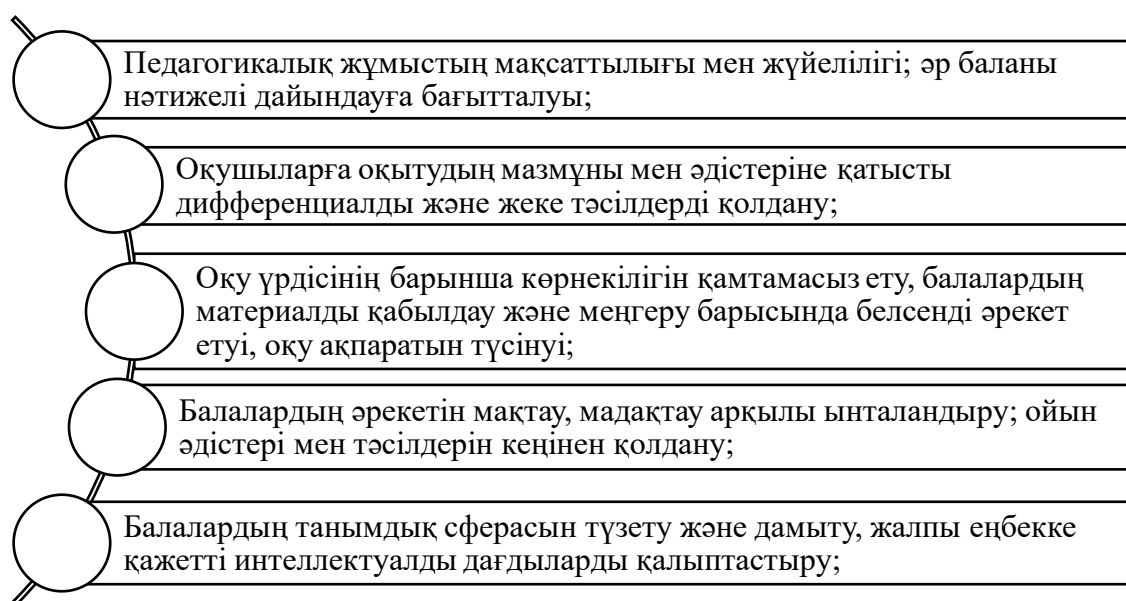 Педагогикалық жұмыстың мақсаттылығы мен жүйелілігі; әр баланы
нәтижелі дайындауға бағытталуы;
Оқушыларға оқытудың мазмұны мен әдістеріне қатысты
дифференциалды және жеке тәсілдерді қолдану;
Оқу үрдісінің барынша көрнекілігін қамтамасыз ету, балалардың
материалды қабылдау және меңгеру барысында белсенді әрекет
етуі, оқу ақпаратын түсінуі;
Балалардың әрекетін мақтау, мадақтау арқылы ынталандыру; ойын
әдістері мен тәсілдерін кеңінен қолдану;
Балалардың танымдық сферасын түзету және дамыту, жалпы еңбекке
қажетті интеллектуалды дағдыларды қалыптастыру;